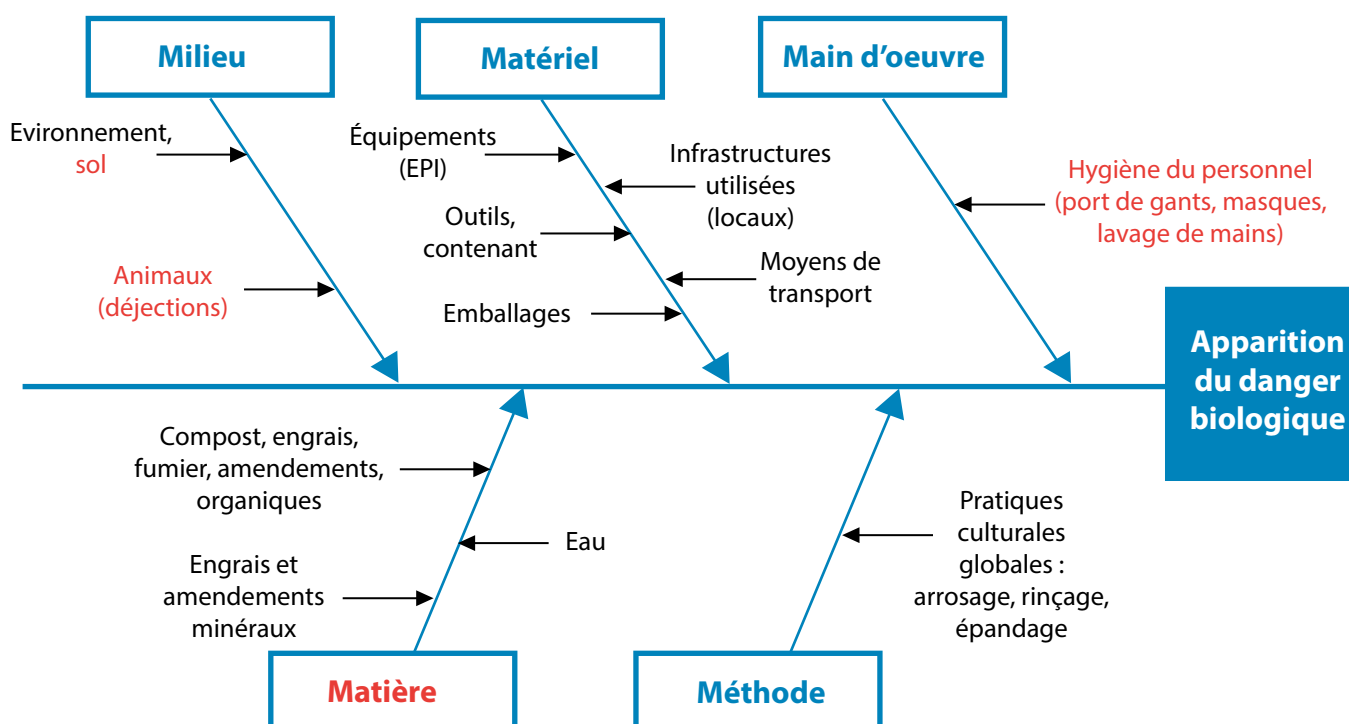 Milieu
Matériel
Main d'oeuvre
Evironnement,
sol
Équipements
(EPI)
Infrastructures
utilisées
(locaux)
Hygiène du personnel
(port de gants, masques,
lavage de mains)
Outils,
contenant
Animaux
(déjections)
Moyens de
transport
Emballages
Apparition
du danger
biologique
Compost, engrais,
fumier, amendements,
organiques
Eau
Engrais et
amendements
minéraux
Pratiques
culturales
globales :
arrosage, rinçage,
épandage
Matière
Méthode